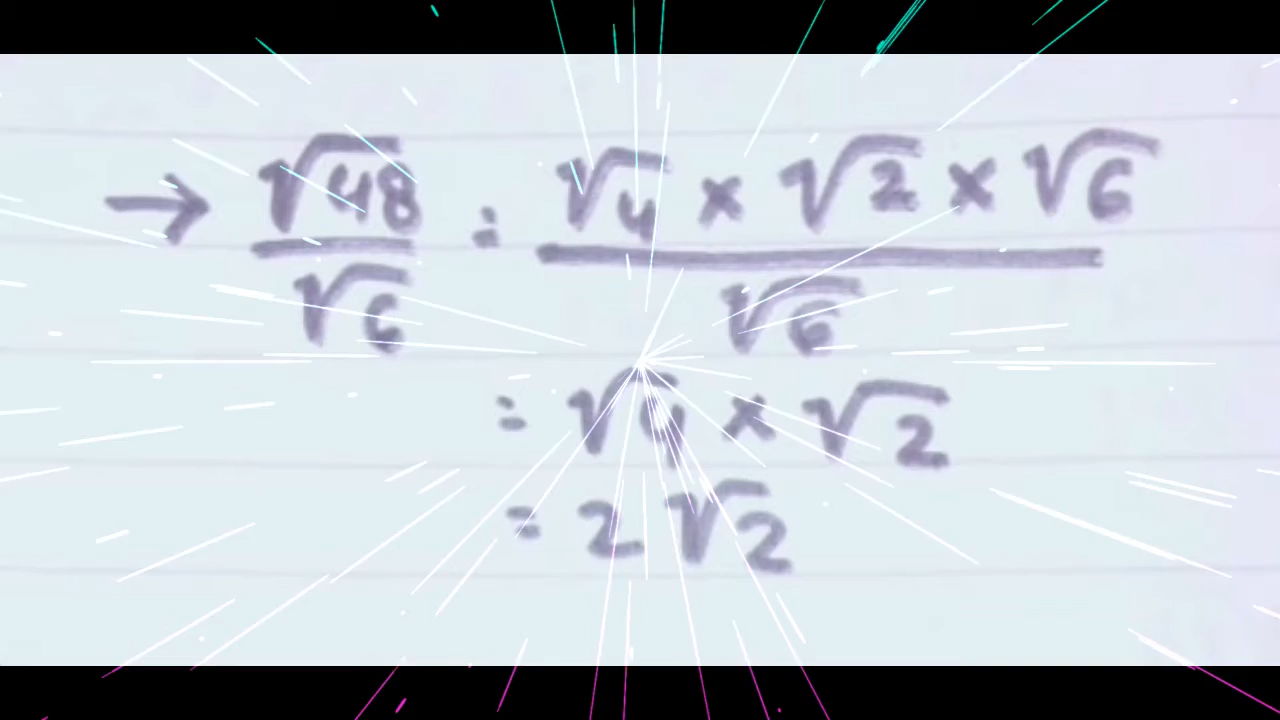 → √48/√6 = (√4 × √2 × √6)/√6
= √4 × √2
= 2√2